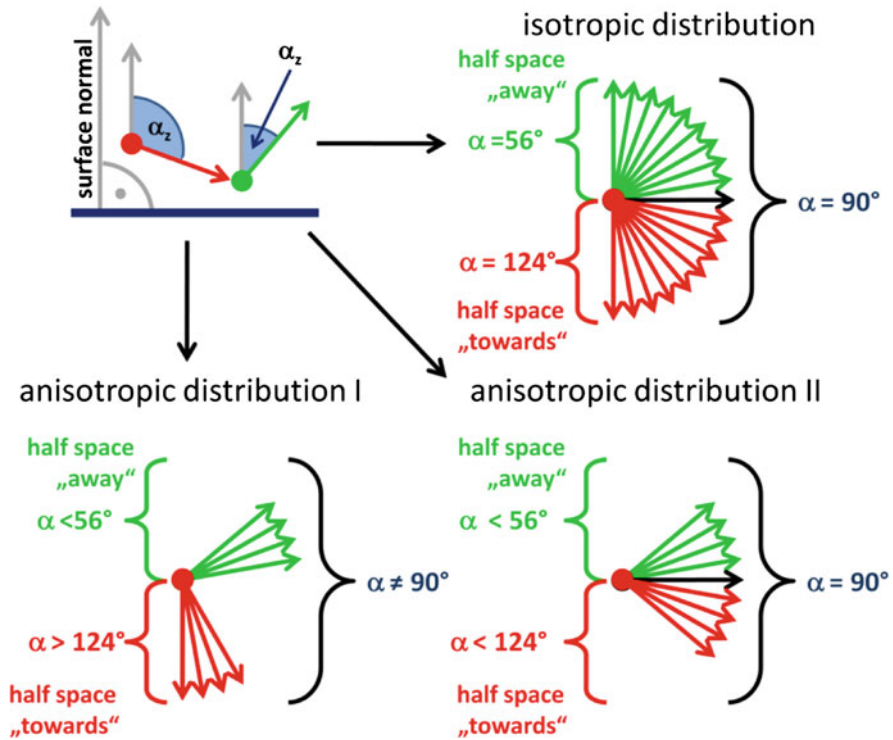 surface normal
αz
αz
isotropic distribution
half space
„away“
α =56°
α = 124°
half space
„towards“
α = 90°
anisotropic distribution I
half space
„away“
α <56°
α > 124°
half space
„towards“
α ≠ 90°
anisotropic distribution II
half space
„away“
α < 56°
α < 124°
half space
„towards“
α = 90°